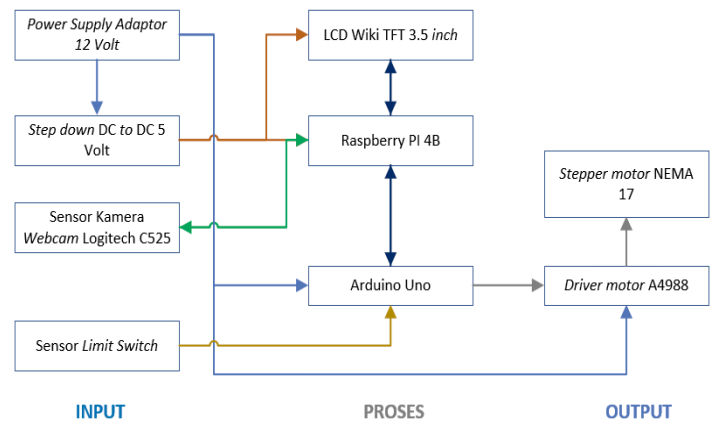 Power Supply Adaptor
12 Volt
LCD Wiki TFT 3.5 inch
Step down DC to DC 5
Volt
Raspberry PI 4B
Stepper motor NEMA
17
Sensor Kamera
Webcam Logitech C525
Arduino Uno
Driver motor A4988
Sensor Limit Switch
INPUT
PROSES
OUTPUT